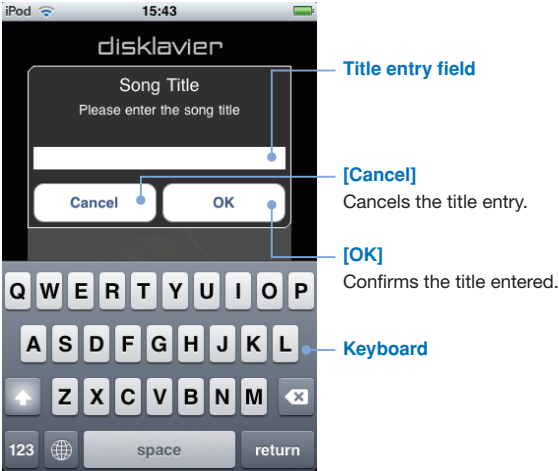 iPod 15:43
disklavier
Song Title
Please enter the song title
Cancel OK
Q W E R T Y U I O P
A S D F G H J K L
Z X C V B N M
123 space return
Title entry field
[Cancel]
Cancels the title entry.
[OK]
Confirms the title entered.
Keyboard